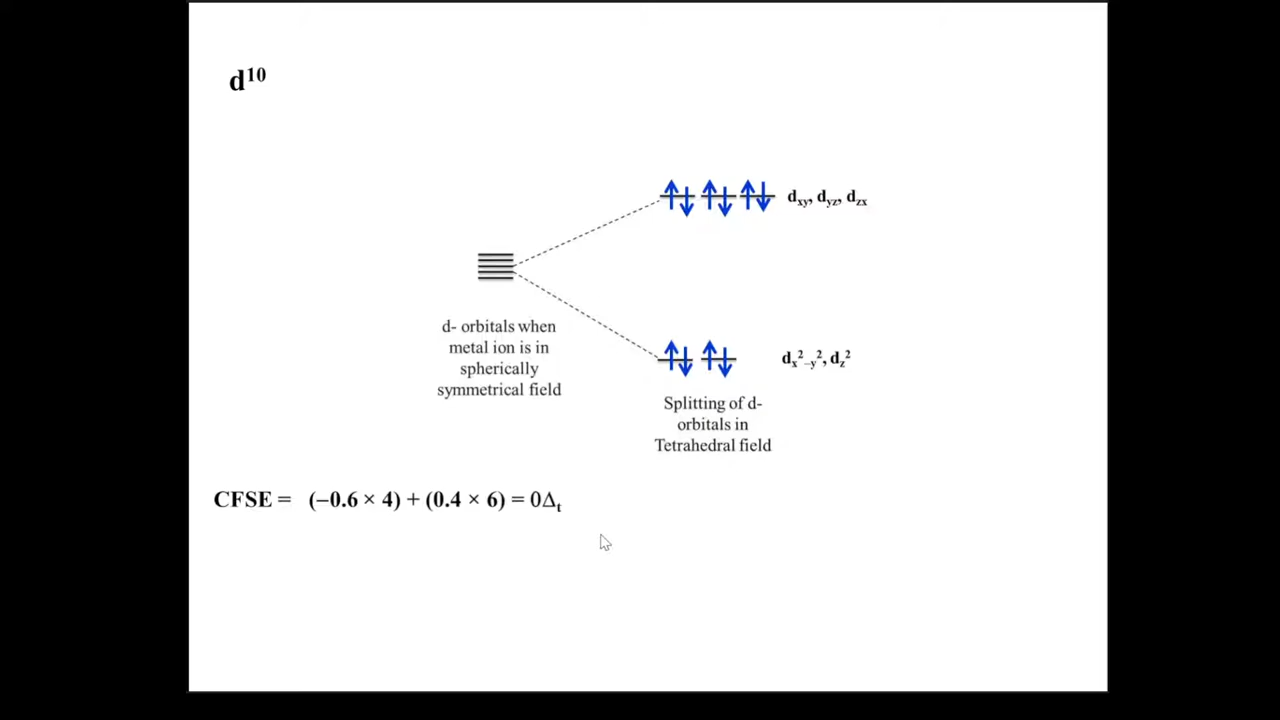 d¹⁰
dxy, dyz, dzx
d- orbitals when
metal ion is in
spherically
symmetrical field
dx²–y², dz²
Splitting of d-
orbitals in
Tetrahedral field
CFSE = (–0.6 × 4) + (0.4 × 6) = 0Δt